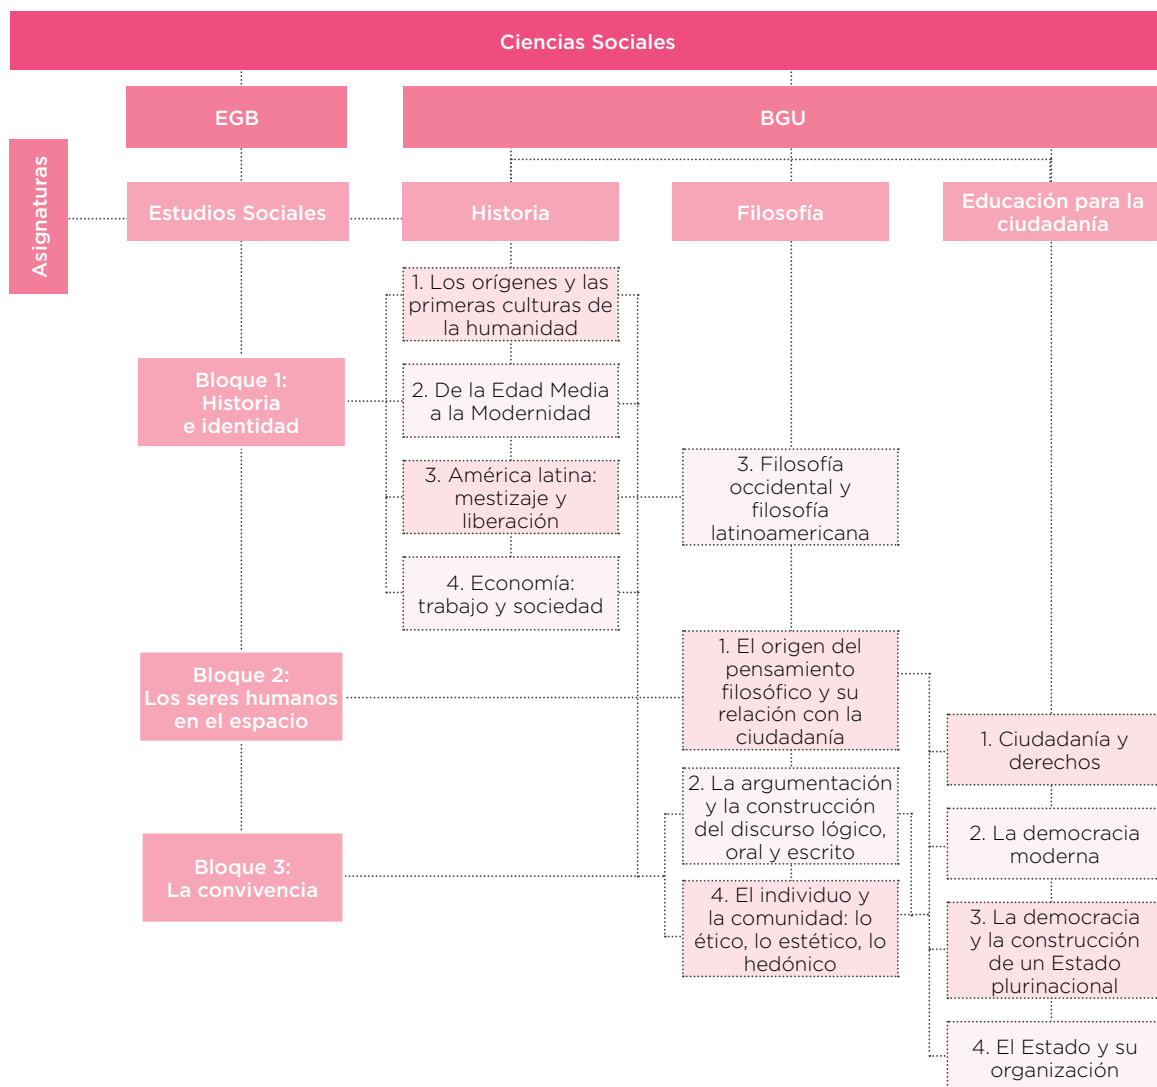 Ciencias Sociales
EGB
BGU
Asignaturas
Estudios Sociales
Historia
Filosofía
Educación para la
ciudadanía
Bloque 1:
Historia
e identidad
Bloque 2:
Los seres humanos
en el espacio
Bloque 3:
La convivencia
1. Los orígenes y las
primeras culturas de
la humanidad
2. De la Edad Media
a la Modernidad
3. América latina:
mestizaje y
liberación
4. Economía:
trabajo y sociedad
3. Filosofía
occidental y
filosofía
latinoamericana
1. El origen del
pensamiento
filosófico y su
relación con la
ciudadanía
2. La argumentación
y la construcción
del discurso lógico,
oral y escrito
4. El individuo y
la comunidad: lo
ético, lo estético, lo
hedónico
1. Ciudadanía y
derechos
2. La democracia
moderna
3. La democracia
y la construcción
de un Estado
plurinacional
4. El Estado y su
organización